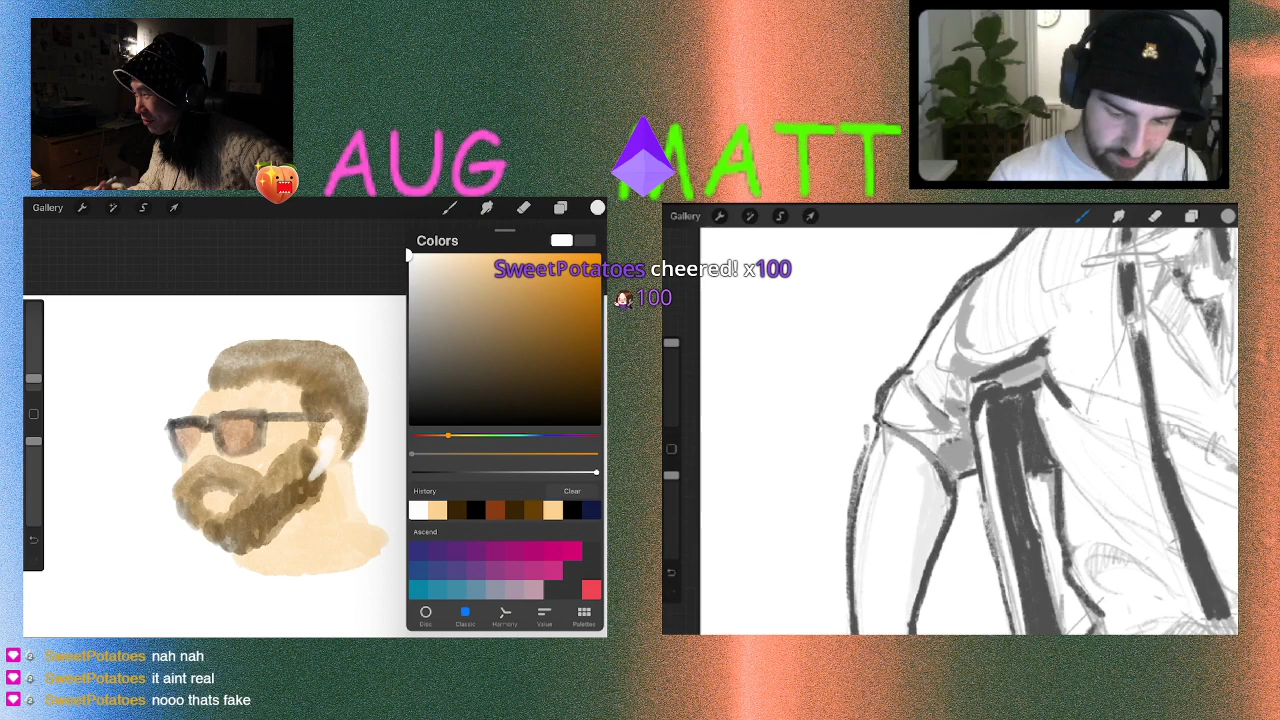 AUG
MATT
Gallery
Colors
SweetPotatoes cheered! x100
100
History
Clear
Ascend
Disc
Classic
Harmony
Value
Palettes
Gallery
SweetPotatoes nah nah
SweetPotatoes it aint real
SweetPotatoes nooo thats fake